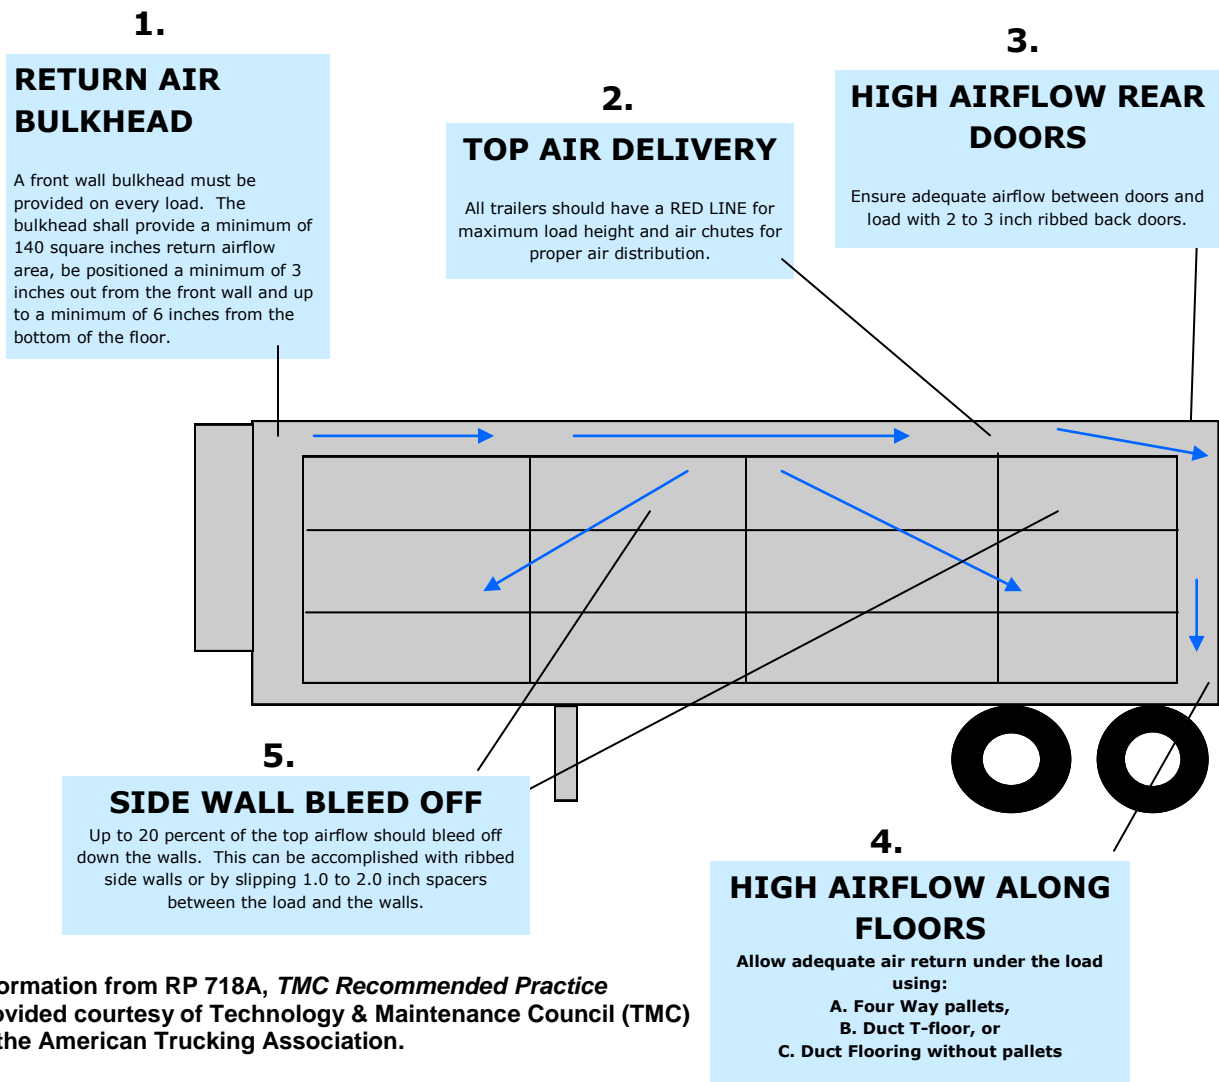 1.
RETURN AIR
BULKHEAD
A front wall bulkhead must be
provided on every load. The
bulkhead shall provide a minimum of
140 square inches return airflow
area, be positioned a minimum of 3
inches out from the front wall and up
to a minimum of 6 inches from the
bottom of the floor.
2.
TOP AIR DELIVERY
All trailers should have a RED LINE for
maximum load height and air chutes for
proper air distribution.
3.
HIGH AIRFLOW REAR
DOORS
Ensure adequate airflow between doors and
load with 2 to 3 inch ribbed back doors.
5.
SIDE WALL BLEED OFF
Up to 20 percent of the top airflow should bleed off
down the walls. This can be accomplished with ribbed
side walls or by slipping 1.0 to 2.0 inch spacers
between the load and the walls.
4.
HIGH AIRFLOW ALONG
FLOORS
Allow adequate air return under the load
using:
A. Four Way pallets,
B. Duct T-floor, or
C. Duct Flooring without pallets
from RP 718A, TMC Recommended Practice
courtesy of Technology & Maintenance Council (TMC)
the American Trucking Association.